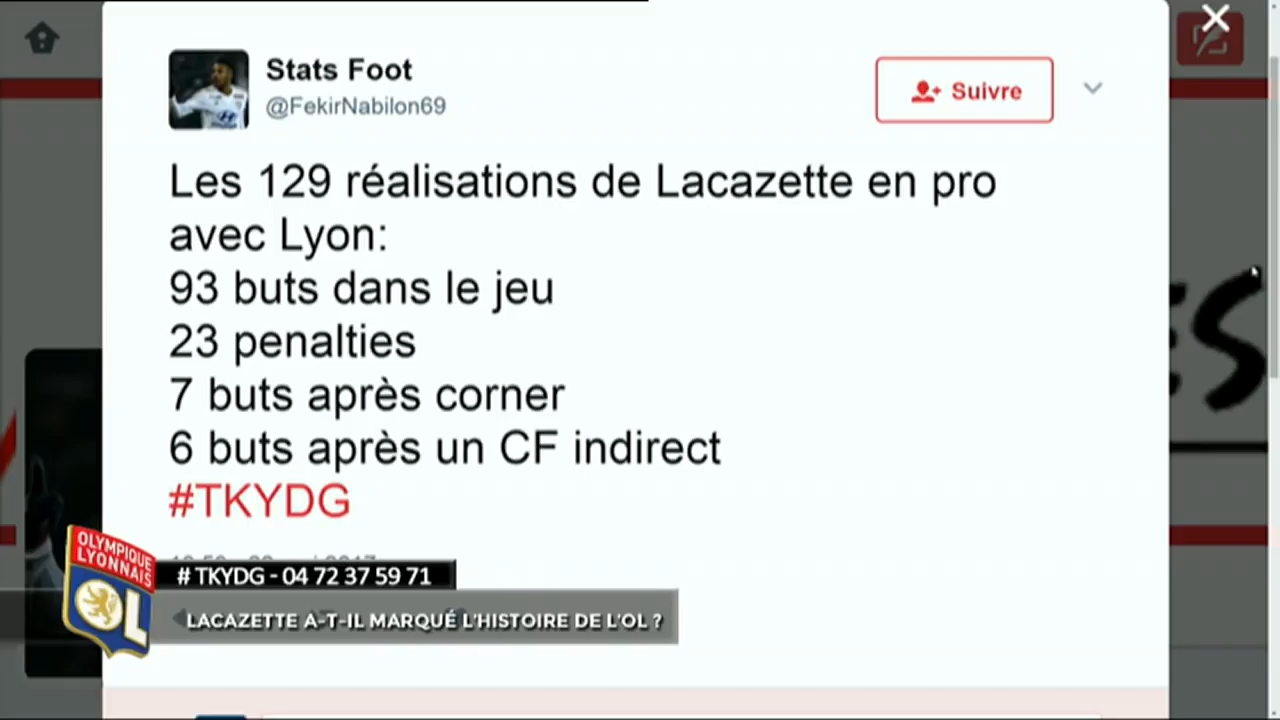 Stats Foot
@FekirNabilon69
Suivre
Les 129 réalisations de Lacazette en pro
avec Lyon:
93 buts dans le jeu
23 penalties
7 buts après corner
6 buts après un CF indirect
#TKYDG
OLYMPIQUE
LYONNAIS
OL
# TKYDG - 04 72 37 59 71
LACAZETTE A-T-IL MARQUÉ L'HISTOIRE DE L'OL ?